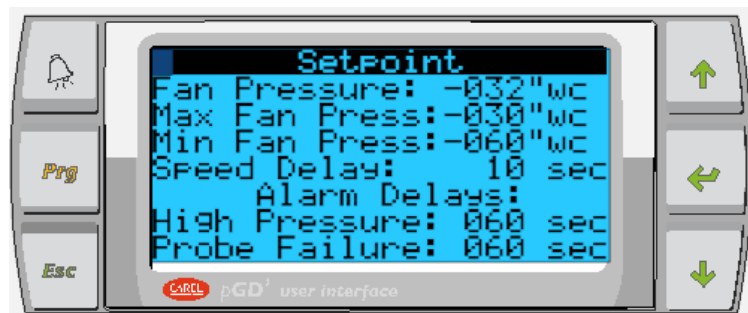 Setpoint
Fan Pressure: -032"wc
Max Fan Press:-030"wc
Min Fan Press:-060"wc
Speed Delay: 10 sec
Alarm Delays:
High Pressure: 060 sec
Probe Failure: 060 sec
Prg
Esc
CAREL pGD¹ user interface